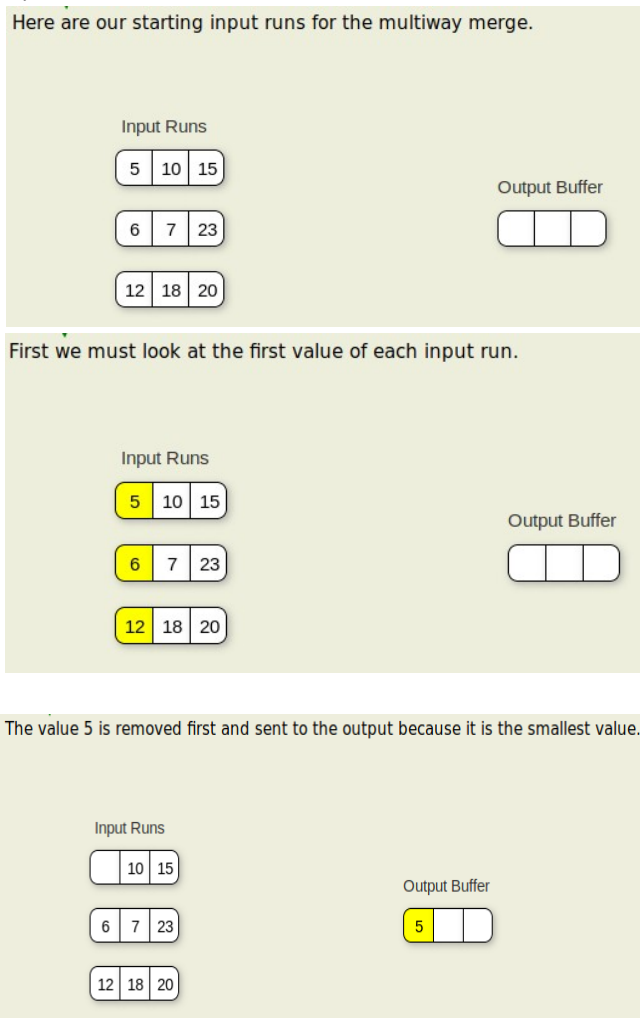 Here are our starting input runs for the multiway merge.
Input Runs
5 10 15
Output Buffer
6 7 23
12 18 20
First we must look at the first value of each input run.
Input Runs
5 10 15
Output Buffer
6 7 23
12 18 20
The value 5 is removed first and sent to the output because it is the smallest value.
Input Runs
10 15
Output Buffer
6 7 23
5
12 18 20